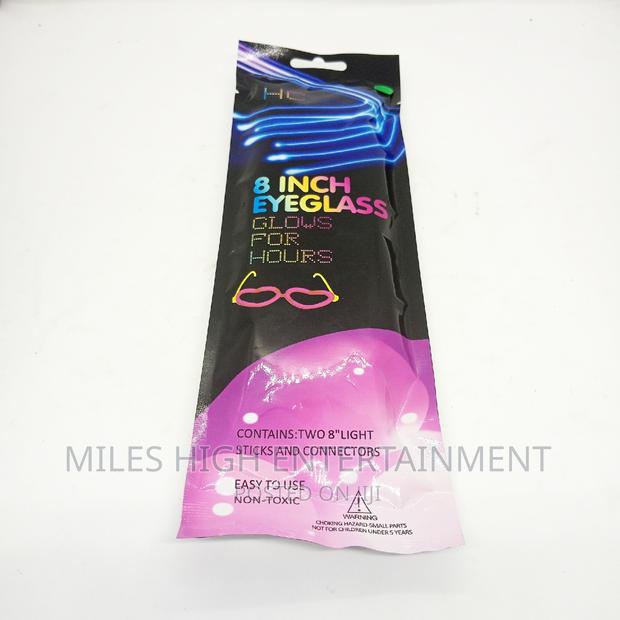 HC
8 INCH
EYEGLASS
GLOWS
FOR
HOURS
CONTAINS:TWO 8"LIGHT
STICKS AND CONNECTORS
MILES HIGH ENTERTAINMENT
EASY TO USE
POSTED ON JIJI
NON-TOXIC
WARNING
CHOKING HAZARD-SMALL PARTS
NOT FOR CHILDREN UNDER 5 YEARS